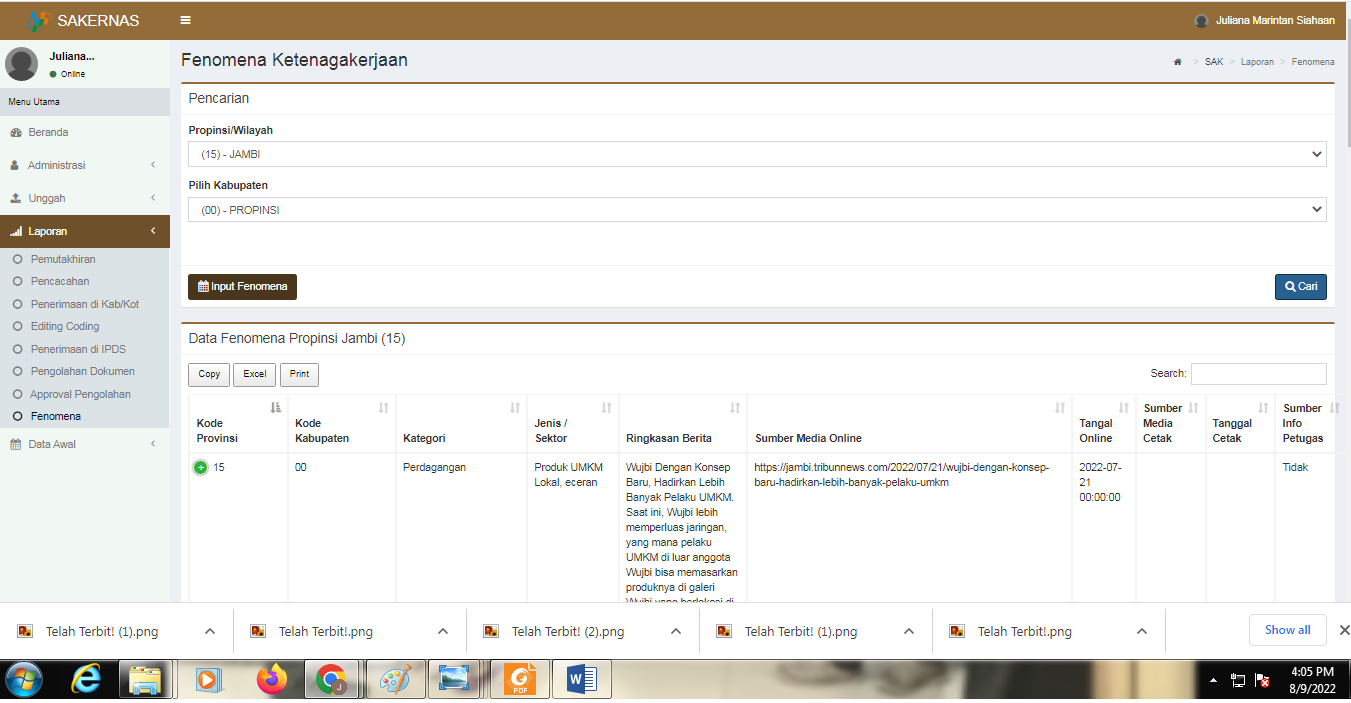 SAKERNAS
Juliana Marintan Siahaan
Juliana...
Online
Menu Utama
Beranda
Administrasi
Unggah
Laporan
Pemutakhiran
Pencacahan
Penerimaan di Kab/Kot
Editing Coding
Penerimaan di IPDS
Pengolahan Dokumen
Approval Pengolahan
Fenomena
Data Awal
Fenomena Ketenagakerjaan
> SAK > Laporan > Fenomena
Pencarian
Propinsi/Wilayah
(15) - JAMBI
Pilih Kabupaten
(00) - PROPINSI
Input Fenomena
Cari
Data Fenomena Propinsi Jambi (15)
Copy Excel Print
Search:
Kode
Provinsi
Kode
Kabupaten
Kategori
Jenis /
Sektor
Ringkasan Berita
Sumber Media Online
Tangal
Online
Sumber
Media
Cetak
Tanggal
Cetak
Sumber
Info
Petugas
15
00
Perdagangan
Produk UMKM
Lokal, eceran
Wujbi Dengan Konsep
Baru, Hadirkan Lebih
Banyak Pelaku UMKM.
Saat ini, Wujbi lebih
memperluas jaringan,
yang mana pelaku
UMKM di luar anggota
Wujbi bisa memasarkan
produknya di galeri
Wujbi yang berlokasi di
https://jambi.tribunnews.com/2022/07/21/wujbi-dengan-konsep-
baru-hadirkan-lebih-banyak-pelaku-umkm
2022-07-
21
00:00:00
Tidak
Telah Terbit! (1).png
Telah Terbit!.png
Telah Terbit! (2).png
Telah Terbit! (1).png
Telah Terbit!.png
Show all
J
PDF
4:05 PM
8/9/2022